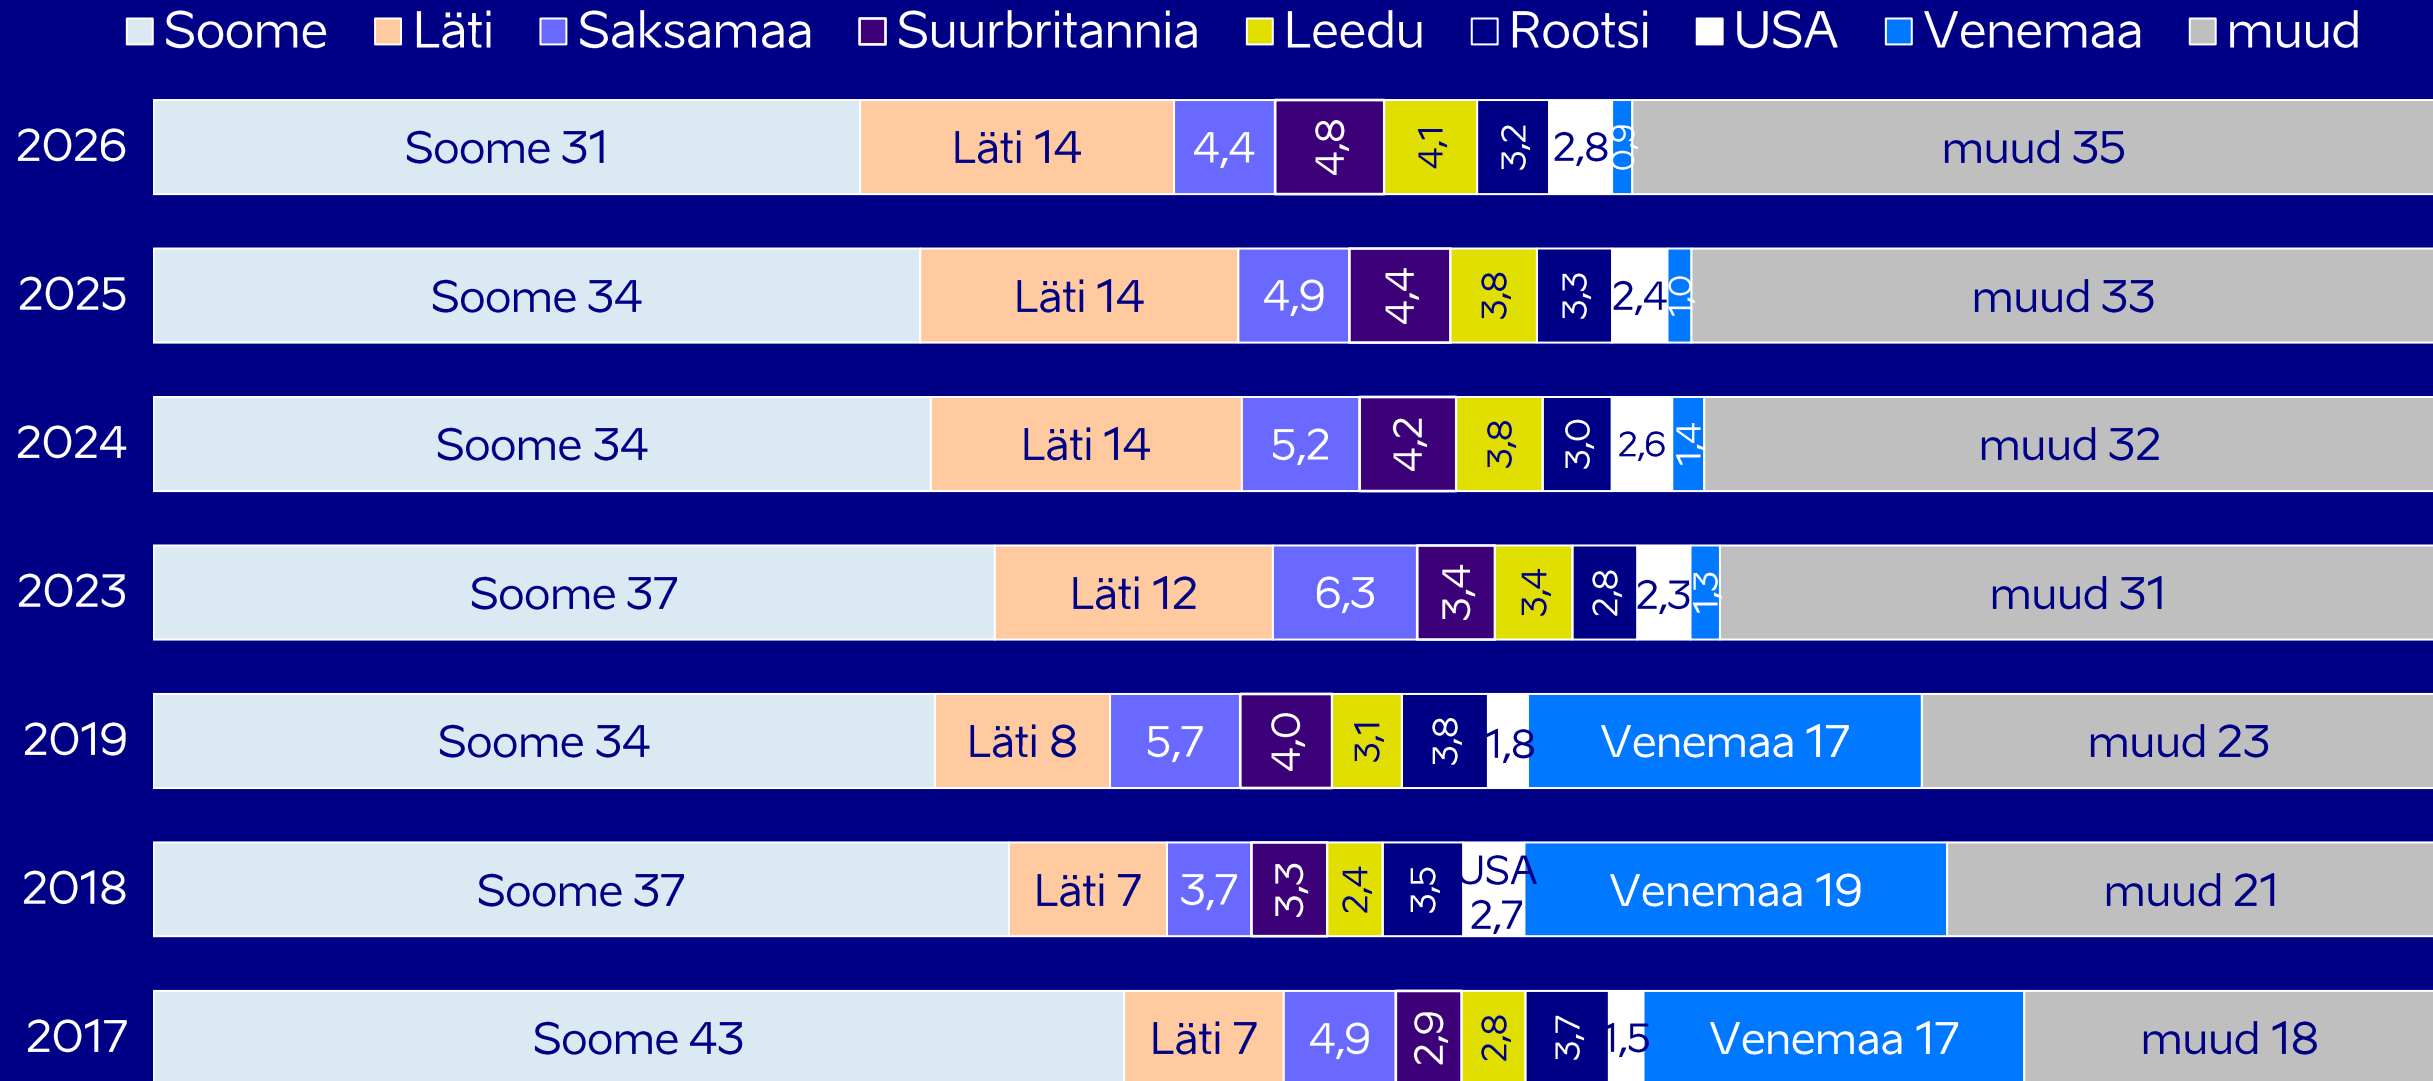 Soome Läti Saksamaa Suurbritannia Leedu Rootsi USA Venemaa muud
2026 Soome 31 Läti 14 4,4 4,8 4,1 3,2 2,8 0,9 muud 35
2025 Soome 34 Läti 14 4,9 4,4 3,8 3,3 2,4 1,0 muud 33
2024 Soome 34 Läti 14 5,2 4,2 3,8 3,0 2,6 1,4 muud 32
2023 Soome 37 Läti 12 6,3 3,4 3,4 2,8 2,3 1,3 muud 31
2019 Soome 34 Läti 8 5,7 4,0 3,1 3,8 1,8 Venemaa 17 muud 23
2018 Soome 37 Läti 7 3,7 3,3 2,4 3,5 USA 2,7 Venemaa 19 muud 21
2017 Soome 43 Läti 7 4,9 2,9 2,8 3,7 1,5 Venemaa 17 muud 18